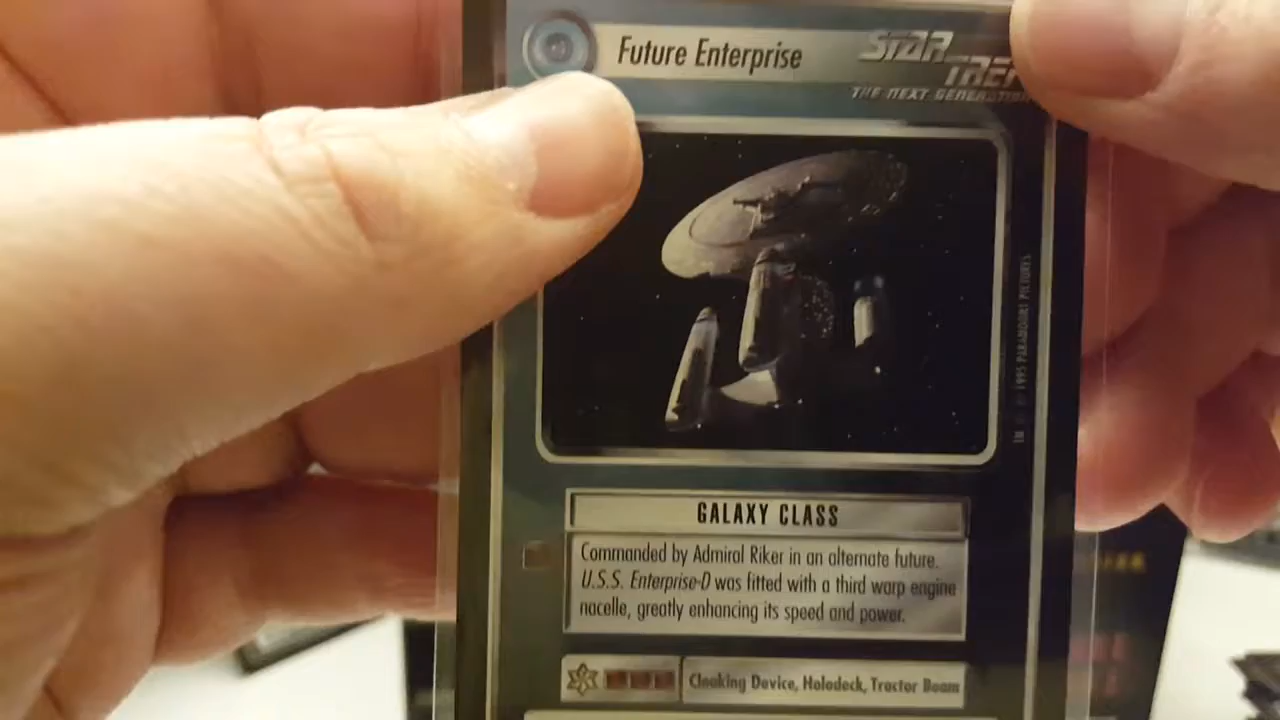 Future Enterprise
STAR TREK
THE NEXT GENERATION
TM ® © 1995 PARAMOUNT PICTURES
GALAXY CLASS
Commanded by Admiral Riker in an alternate future.
U.S.S. Enterprise-D was fitted with a third warp engine
nacelle, greatly enhancing its speed and power.
Cloaking Device, Holodeck, Tractor Beam